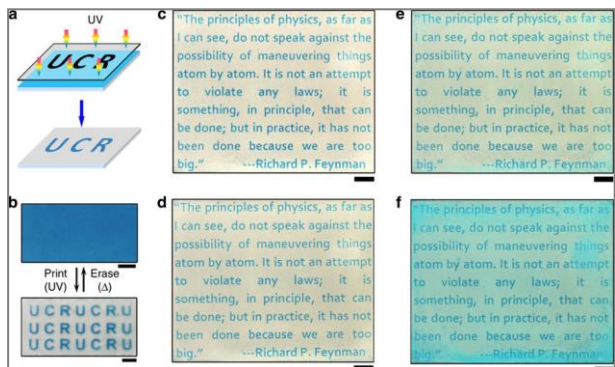 a
UV
UCR
UCR
b
Print
(UV)
Erase
(Δ)
UCRUCRU
UCRUCRU
UCRUCRU
c
“The principles of physics, as far as
I can see, do not speak against the
possibility of maneuvering things
atom by atom. It is not an attempt
to violate any laws; it is
something, in principle, that can
be done; but in practice, it has not
been done because we are too
big.” ---Richard P. Feynman
d
“The principles of physics, as far as
I can see, do not speak against the
possibility of maneuvering things
atom by atom. It is not an attempt
to violate any laws; it is
something, in principle, that can
be done; but in practice, it has not
been done because we are too
big.” ---Richard P. Feynman
e
“The principles of physics, as far as
I can see, do not speak against the
possibility of maneuvering things
atom by atom. It is not an attempt
to violate any laws; it is
something, in principle, that can
be done; but in practice, it has not
been done because we are too
big.” ---Richard P. Feynman
f
“The principles of physics, as far as
I can see, do not speak against the
possibility of maneuvering things
atom by atom. It is not an attempt
to violate any laws; it is
something, in principle, that can
be done; but in practice, it has not
been done because we are too
big.” ---Richard P. Feynman